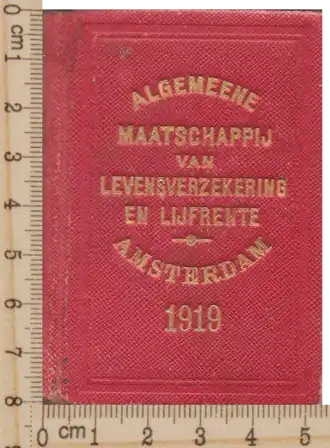 ALGEMEENE
MAATSCHAPPIJ
VAN
LEVENSVERZEKERING
EN LIJFRENTE
AMSTERDAM
1919
0 cm 1 2 3 4 5 6 7 8
0 cm 1 2 3 4 5